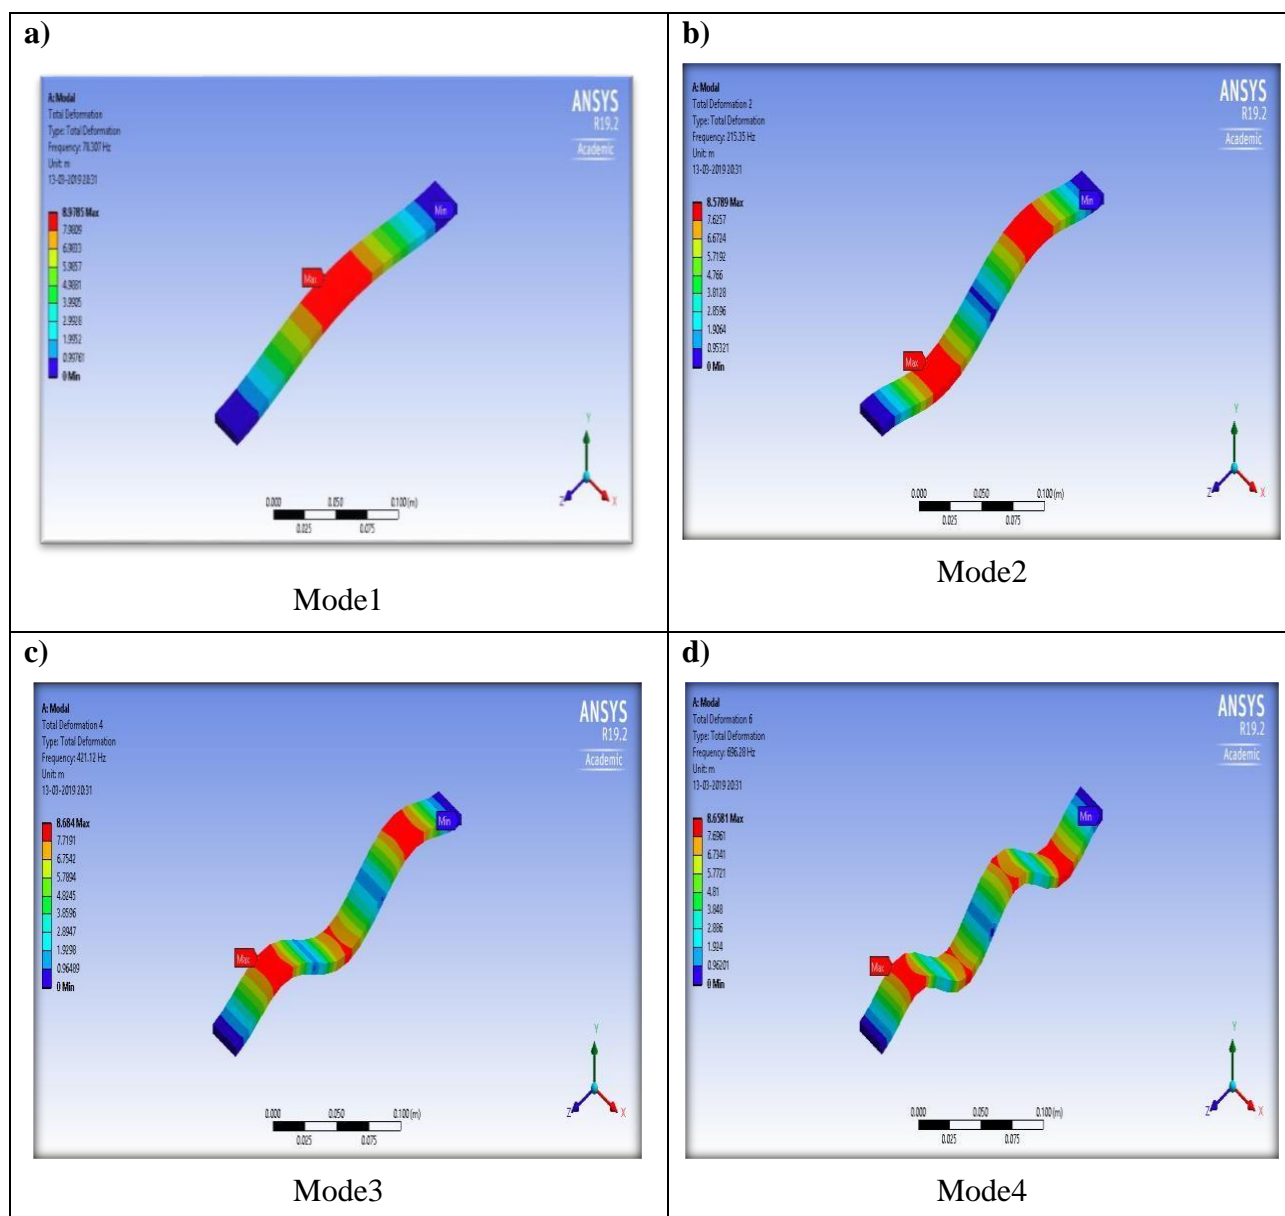 a)
A: Modal
Total Deformation
Type: Total Deformation
Frequency: 78.307 Hz
Unit: m
13-03-2019 20:31
ANSYS
R19.2
Academic
8.9785 Max
7.9809
6.9833
5.9857
4.9881
3.9905
2.9928
1.9952
0.99761
0 Min
Max
Min
Y
Z
X
0.000
0.050
0.100 (m)
0.025
0.075
Mode1
b)
A: Modal
Total Deformation 2
Type: Total Deformation
Frequency: 215.35 Hz
Unit: m
13-03-2019 20:31
ANSYS
R19.2
Academic
8.5789 Max
7.6257
6.6724
5.7192
4.766
3.8128
2.8596
1.9064
0.95321
0 Min
Max
Min
Y
Z
X
0.000
0.050
0.100 (m)
0.025
0.075
Mode2
c)
A: Modal
Total Deformation 4
Type: Total Deformation
Frequency: 421.12 Hz
Unit: m
13-03-2019 20:31
ANSYS
R19.2
Academic
8.684 Max
7.7191
6.7542
5.7894
4.8245
3.8596
2.8947
1.9298
0.96489
0 Min
Max
Min
Y
Z
X
0.000
0.050
0.100 (m)
0.025
0.075
Mode3
d)
A: Modal
Total Deformation 6
Type: Total Deformation
Frequency: 696.28 Hz
Unit: m
13-03-2019 20:31
ANSYS
R19.2
Academic
8.6581 Max
7.6961
6.7341
5.7721
4.81
3.848
2.886
1.924
0.96201
0 Min
Max
Min
Y
Z
X
0.000
0.050
0.100 (m)
0.025
0.075
Mode4